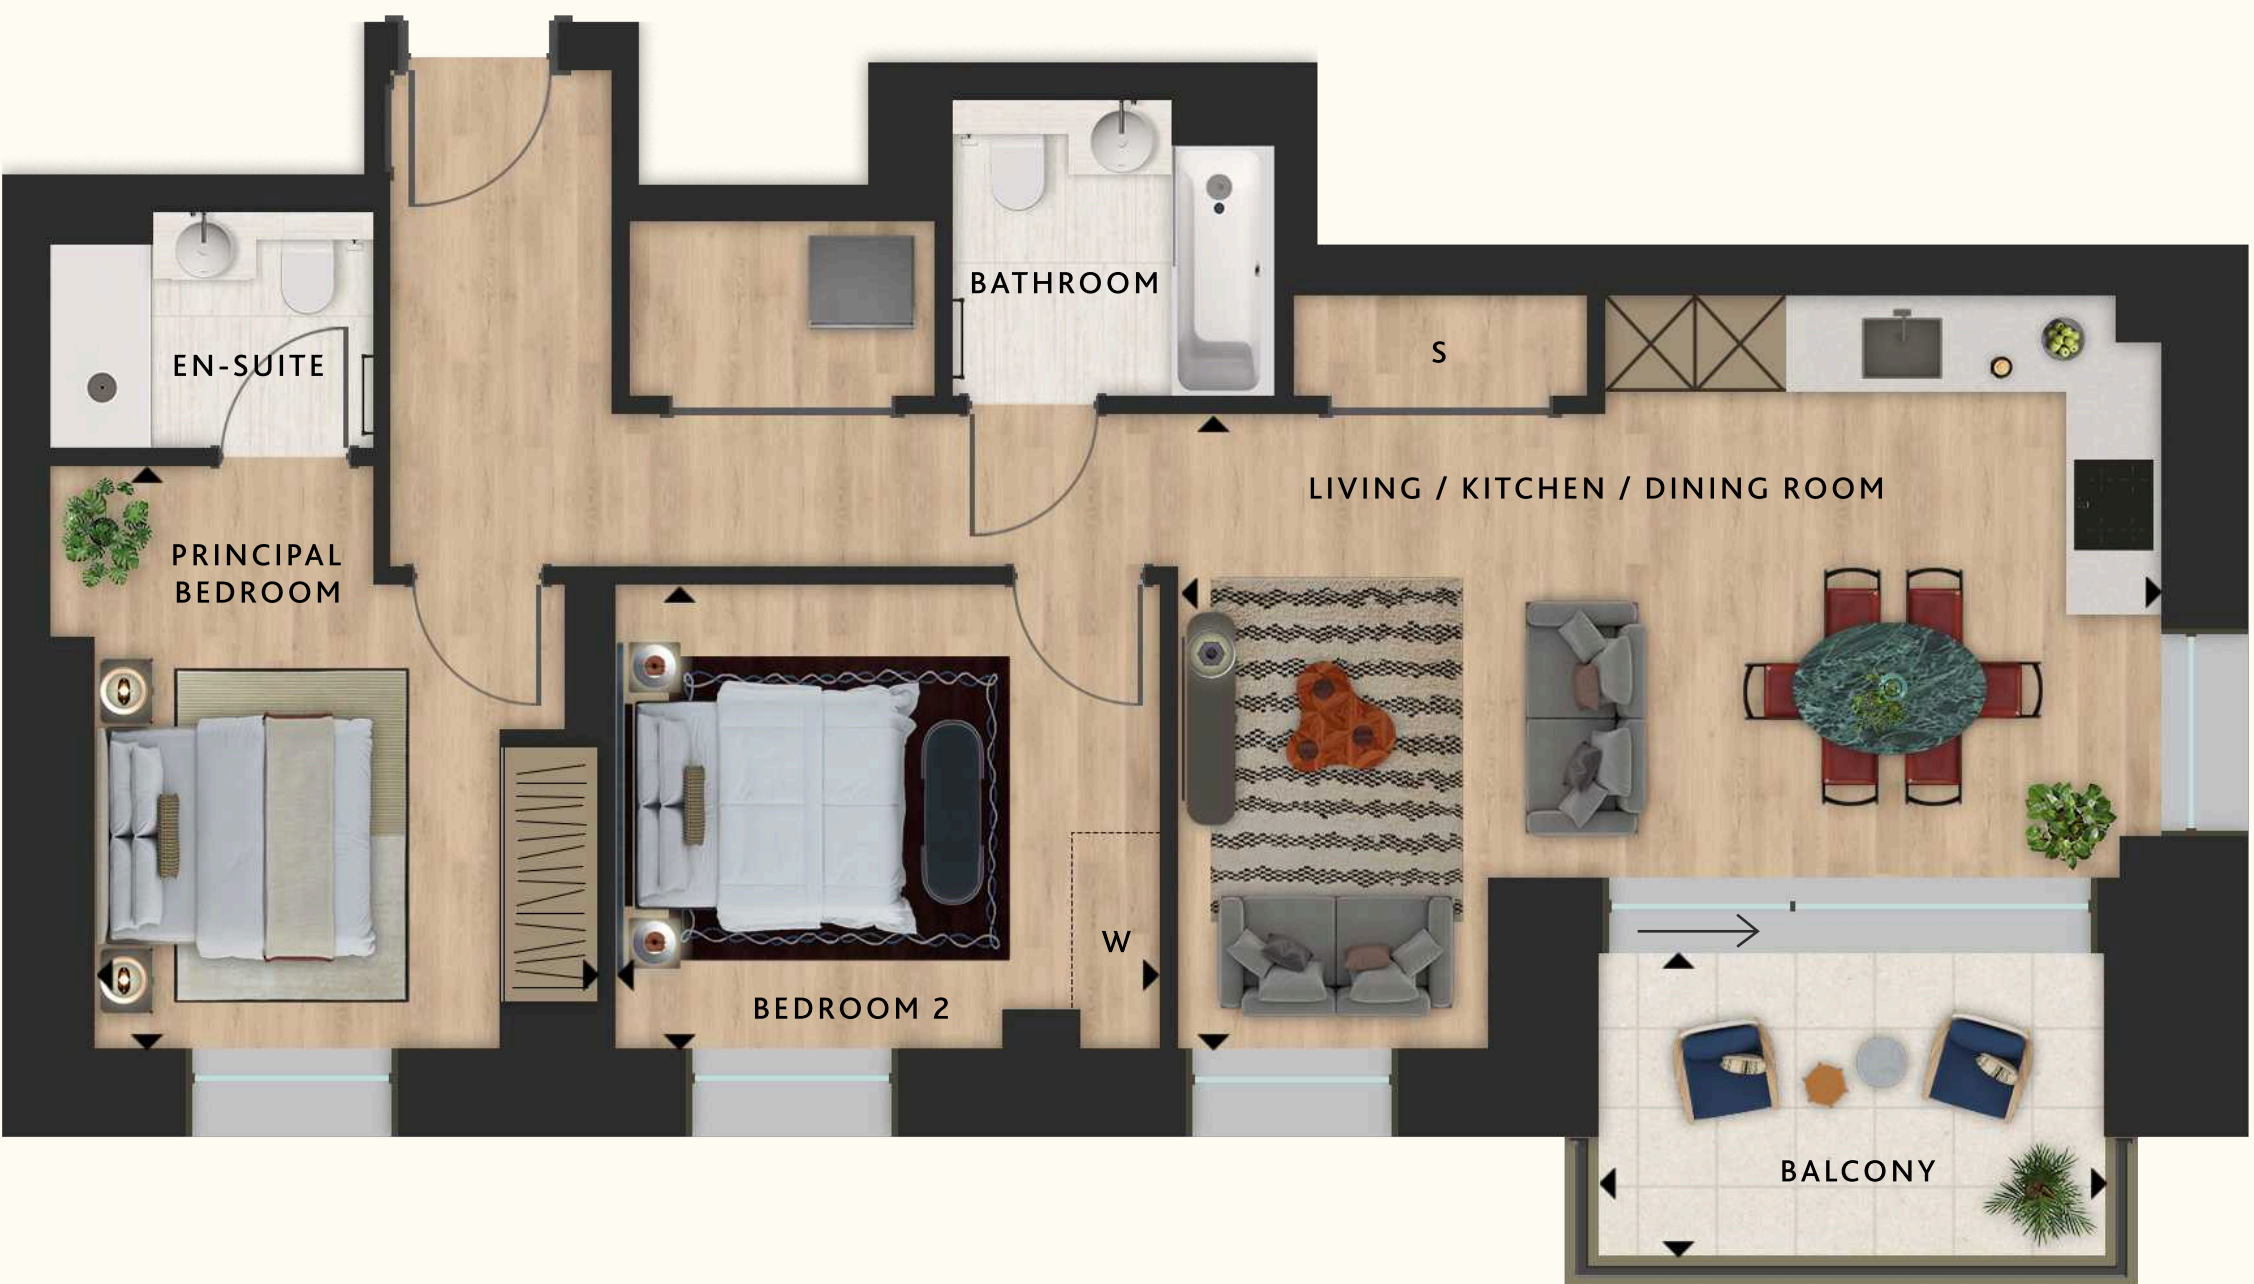 BATHROOM
EN-SUITE
S
LIVING / KITCHEN / DINING ROOM
PRINCIPAL
BEDROOM
W
BEDROOM 2
BALCONY